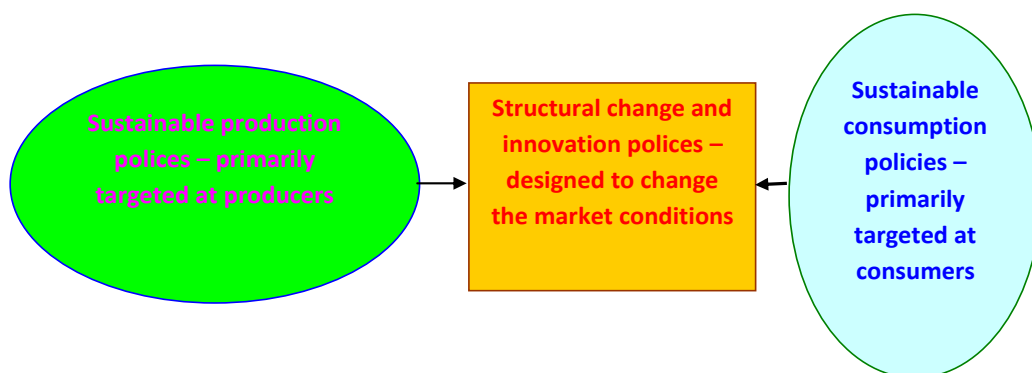 Sustainable production
polices – primarily
targeted at producers
Structural change and
innovation polices –
designed to change
the market conditions
Sustainable
consumption
policies –
primarily
targeted at
consumers